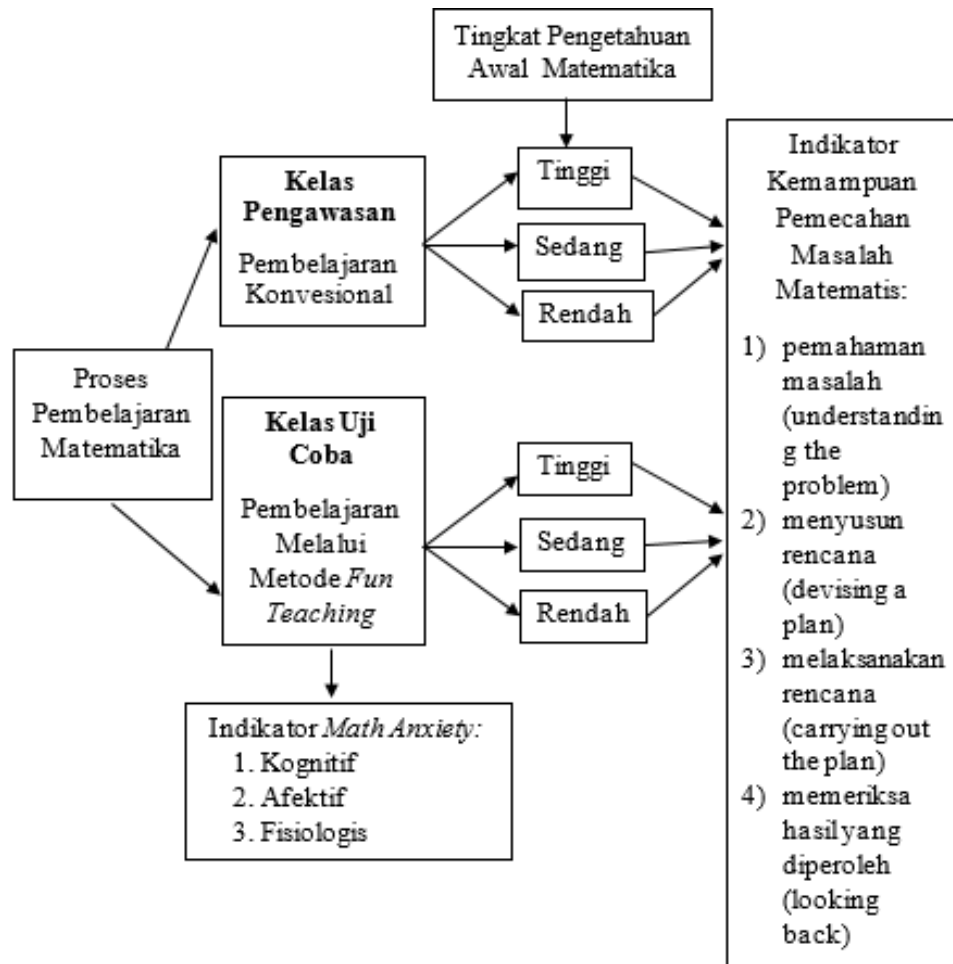 Tingkat Pengetahuan
Awal Matematika
Kelas
Pengawasan
Pembelajaran
Konvesional
Tinggi
Sedang
Rendah
Proses
Pembelajaran
Matematika
Kelas Uji
Coba
Pembelajaran
Melalui
Metode Fun
Teaching
Tinggi
Sedang
Rendah
Indikator Math Anxiety:
1. Kognitif
2. Afektif
3. Fisiologis
Indikator
Kemampuan
Pemecahan
Masalah
Matematis:
1) pemahaman
masalah
(understandin
g the
problem)
2) menyusun
rencana
(devising a
plan)
3) melaksanakan
rencana
(carrying out
the plan)
4) memeriksa
hasil yang
diperoleh
(looking
back)